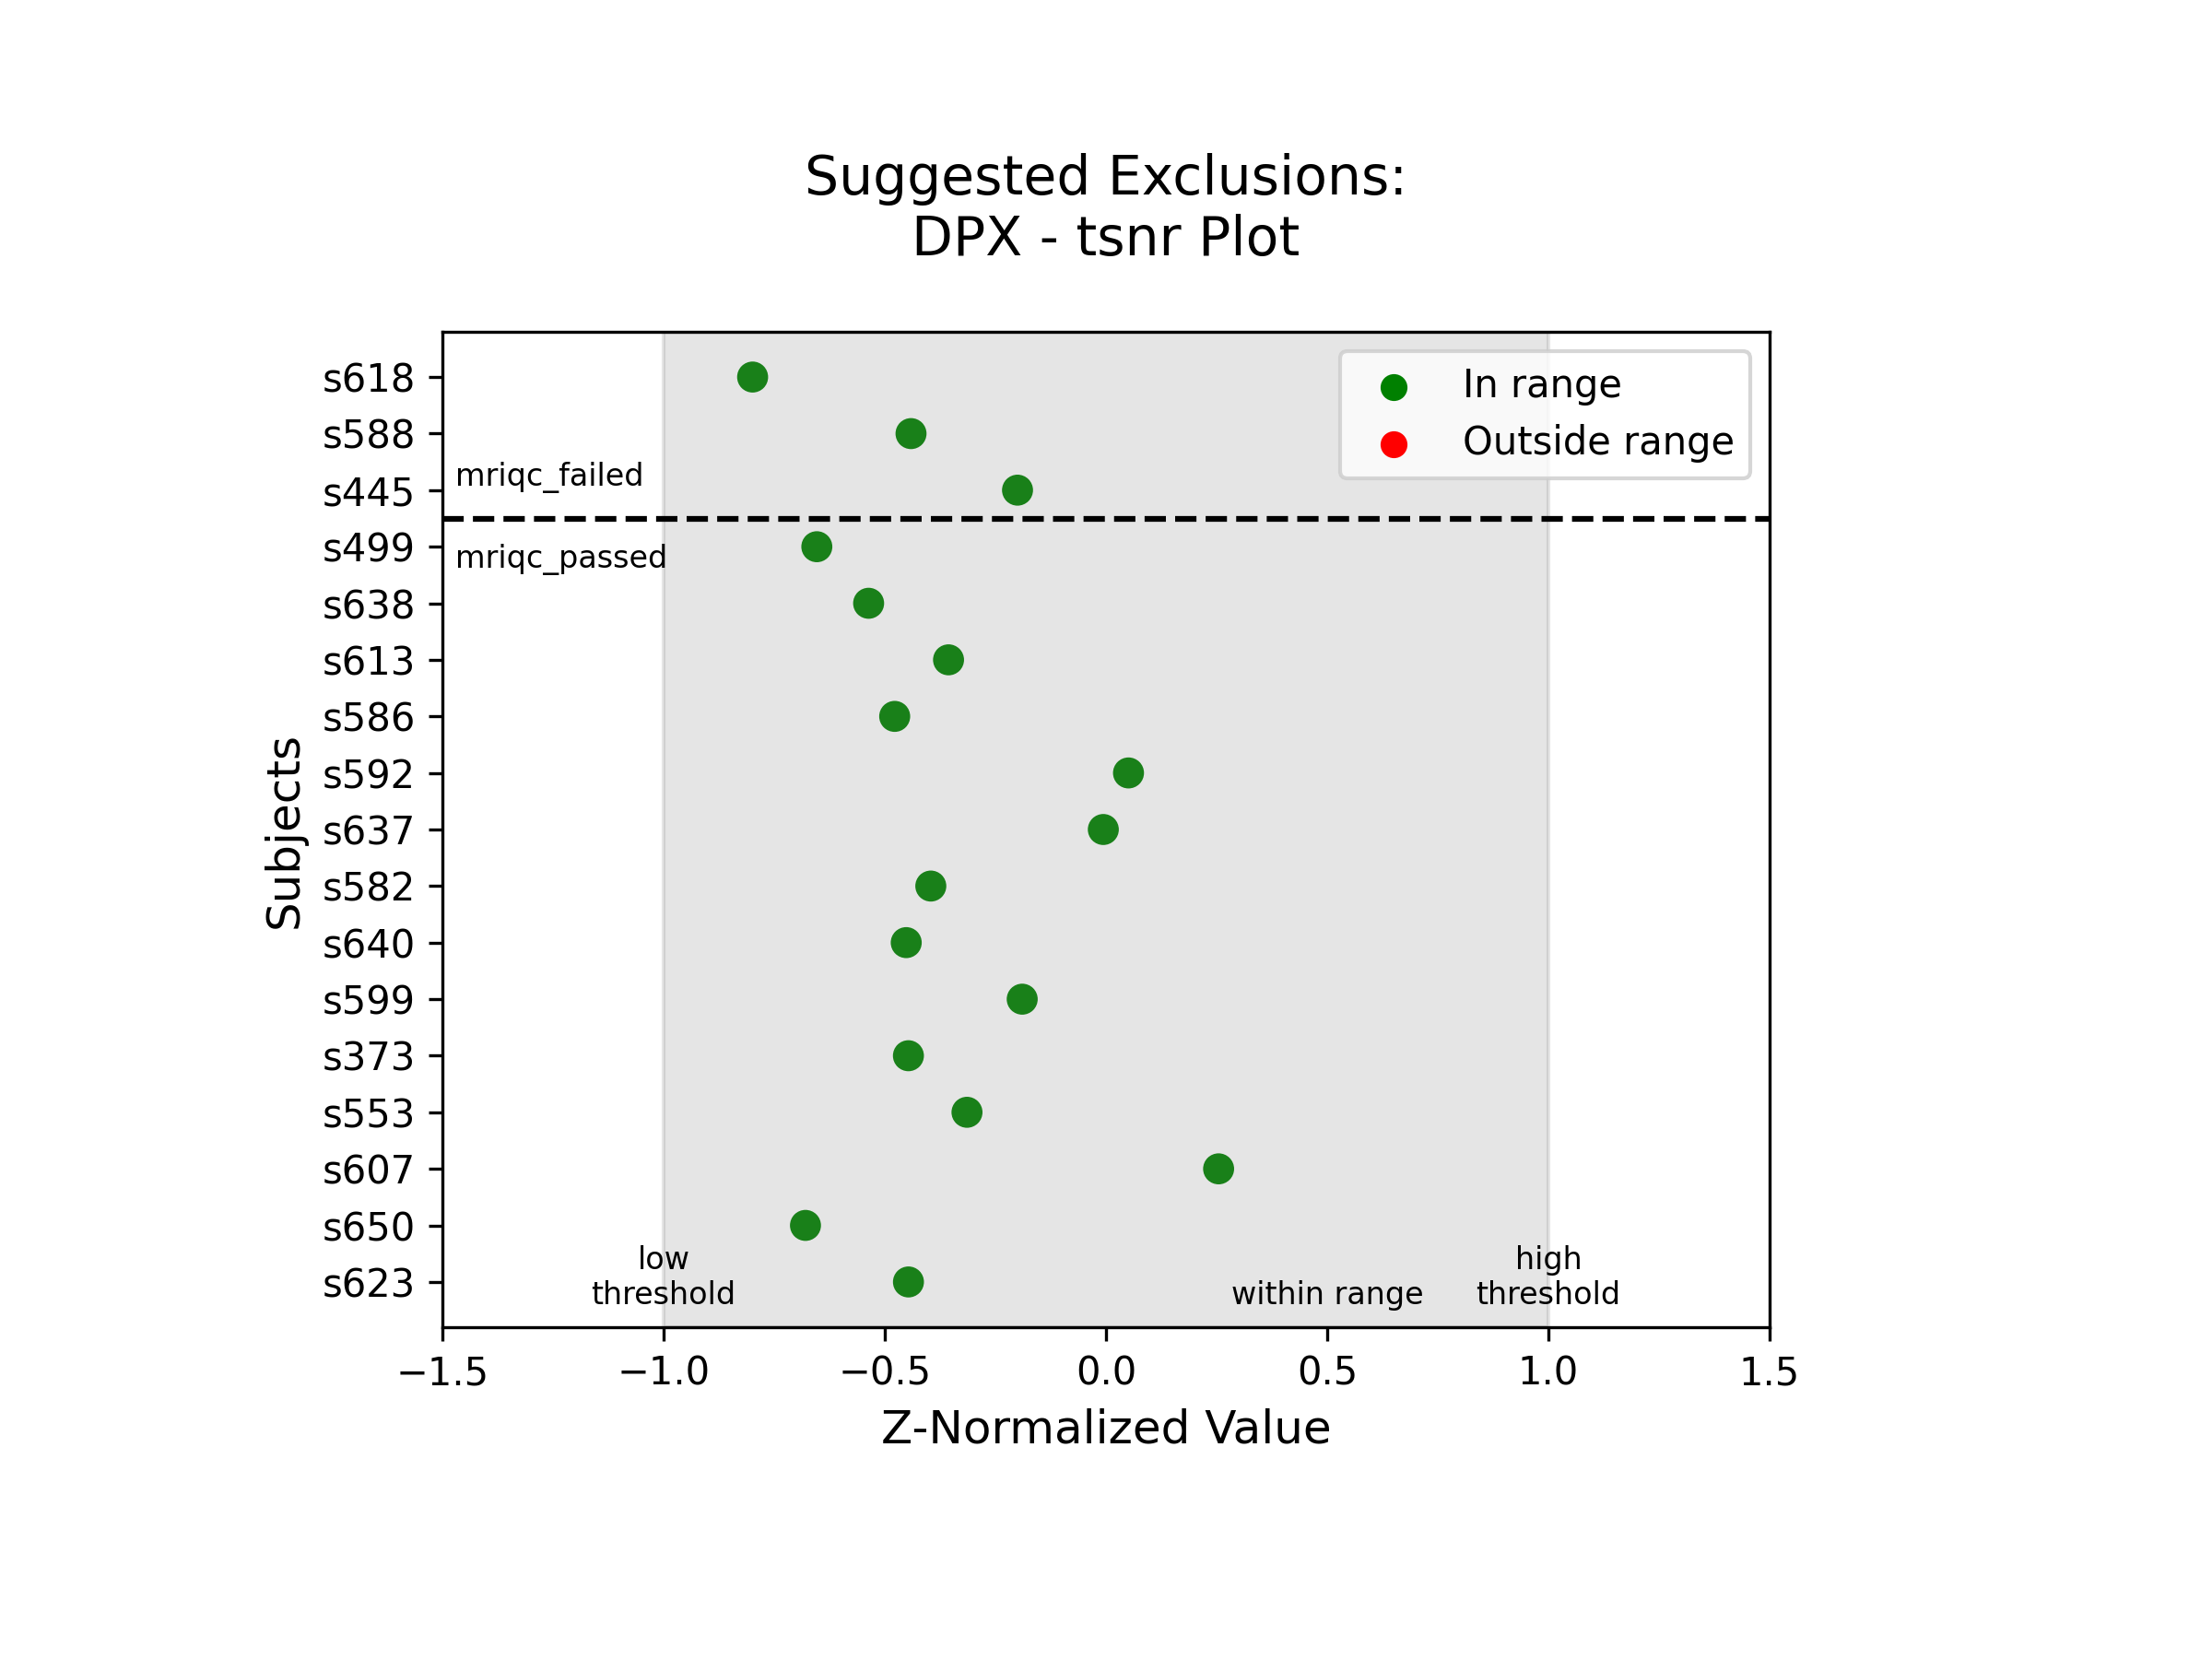 Suggested Exclusions:
DPX - tsnr Plot
In range
Outside range
s618
s588
s445
s499
s638
s613
s586
s592
s637
s582
s640
s599
s373
s553
s607
s650
s623
mriqc_failed
mriqc_passed
Subjects
low
threshold
within range
high
threshold
−1.5
−1.0
−0.5
0.0
0.5
1.0
1.5
Z-Normalized Value